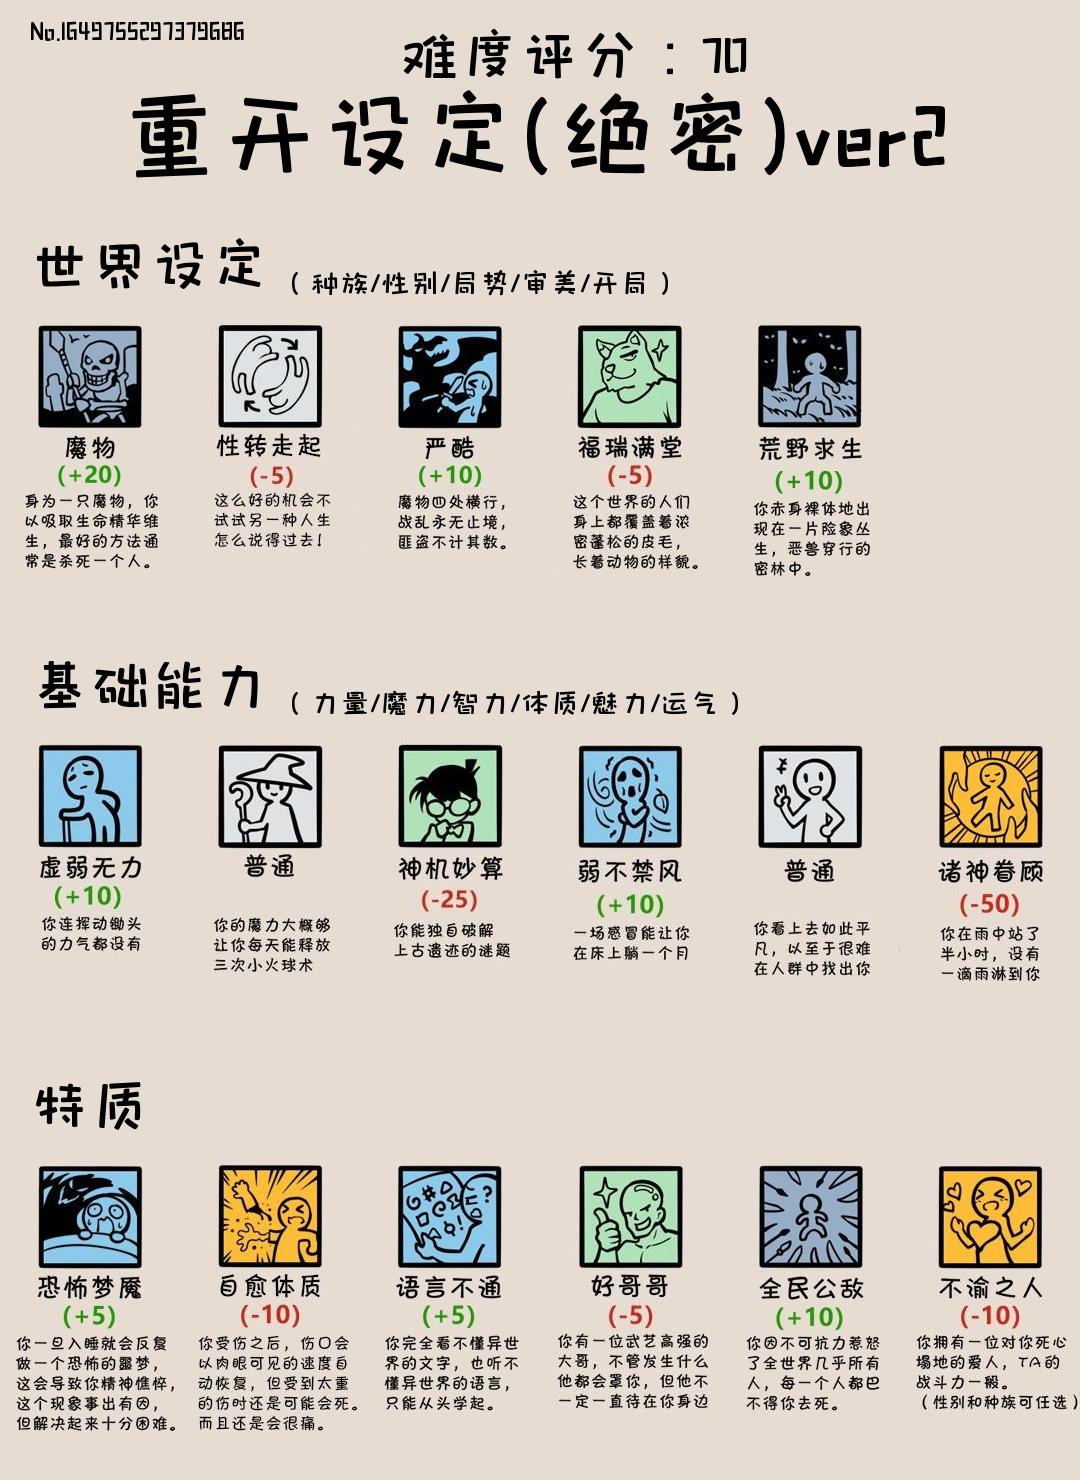 No.1649755297379686
难度评分：70
重开设定(绝密)ver2
世界设定（种族/性别/局势/审美/开局）
魔物
(+20)
身为一只魔物，你
以吸取生命精华维
生，最好的方法通
常是杀死一个人。
性转走起
(-5)
这么好的机会不
试试另一种人生
怎么说得过去！
严酷
(+10)
魔物四处横行，
战乱永无止境，
匪盗不计其数。
福瑞满堂
(-5)
这个世界的人们
身上都覆盖着浓
密蓬松的皮毛，
长着动物的样貌。
荒野求生
(+10)
你赤身裸体地出
现在一片险象丛
生，恶兽穿行的
密林中。
基础能力（力量/魔力/智力/体质/魅力/运气）
虚弱无力
(+10)
你连挥动锄头
的力气都没有
普通
你的魔力大概够
让你每天能释放
三次小火球术
神机妙算
(-25)
你能独自破解
上古遗迹的谜题
弱不禁风
(+10)
一场感冒能让你
在床上躺一个月
普通
你看上去如此平
凡，以至于很难
在人群中找出你
诸神眷顾
(-50)
你在雨中站了
半小时，没有
一滴雨淋到你
特质
恐怖梦魇
(+5)
你一旦入睡就会反复
做一个恐怖的噩梦，
这会导致你精神憔悴，
这个现象事出有因，
但解决起来十分困难。
自愈体质
(-10)
你受伤之后，伤口会
以肉眼可见的速度自
动恢复，但受到太重
的伤时还是可能会死。
而且还是会很痛。
语言不通
(+5)
你完全看不懂异世
界的文字，也听不
懂异世界的语言，
只能从头学起。
好哥哥
(-5)
你有一位武艺高强的
大哥，不管发生什么
他都会罩你，但他不
一定一直待在你身边
全民公敌
(+10)
你因不可抗力惹怒
了全世界几乎所有
人，每一个人都巴
不得你去死。
不渝之人
(-10)
你拥有一位对你死心
塌地的爱人，TA的
战斗力一般。
（性别和种族可任选）